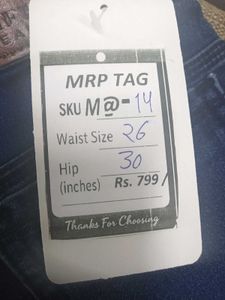 MRP TAG
SKU M@-14
Waist Size 26
Hip 30
(inches) Rs. 799/
Thanks For Choosing